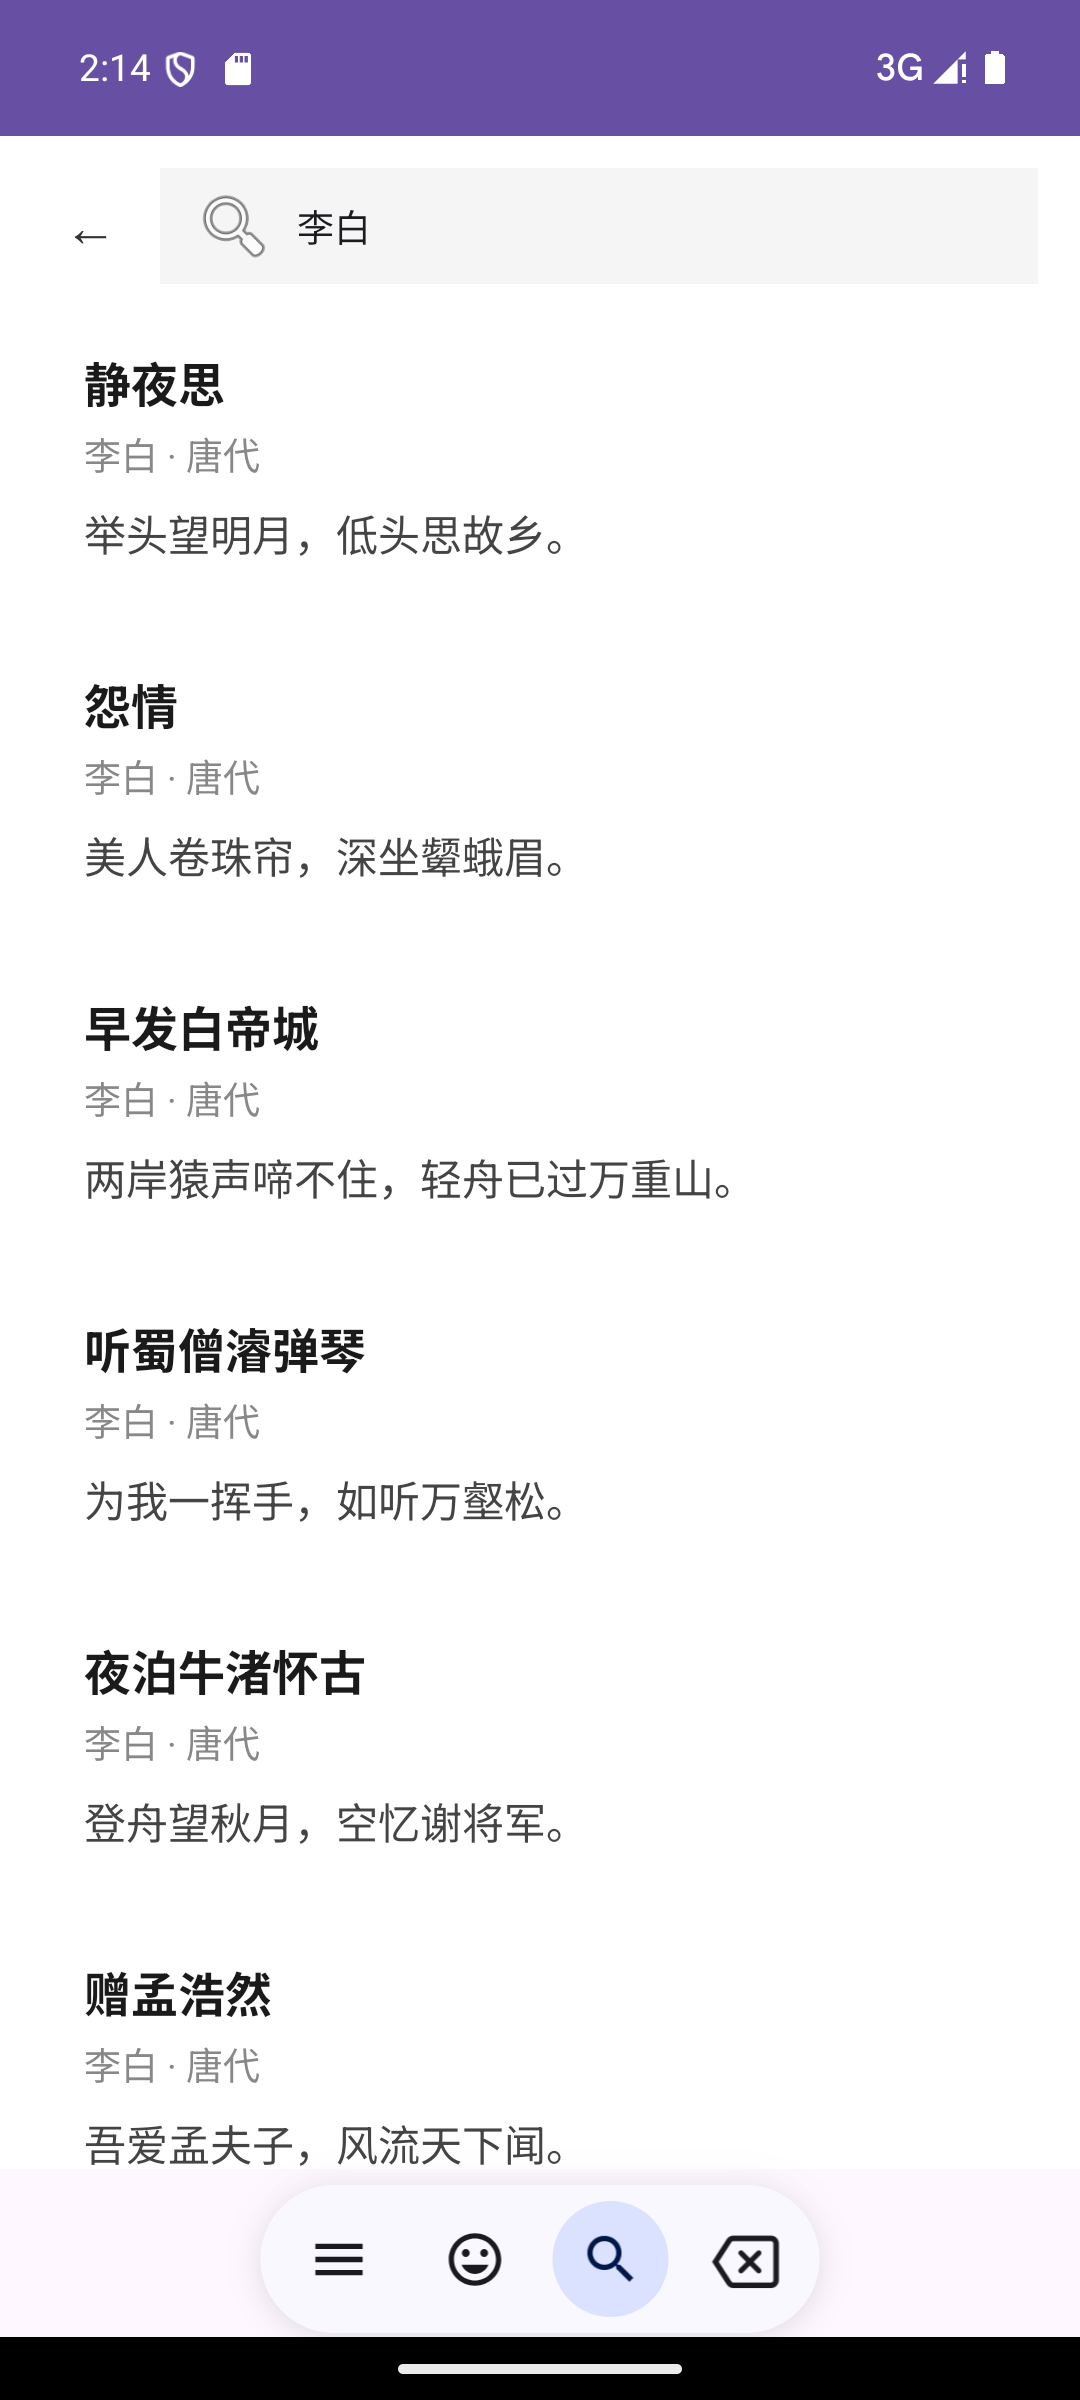 2:14
3G
李白
静夜思
李白 · 唐代
举头望明月，低头思故乡。
怨情
李白 · 唐代
美人卷珠帘，深坐颦蛾眉。
早发白帝城
李白 · 唐代
两岸猿声啼不住，轻舟已过万重山。
听蜀僧濬弹琴
李白 · 唐代
为我一挥手，如听万壑松。
夜泊牛渚怀古
李白 · 唐代
登舟望秋月，空忆谢将军。
赠孟浩然
李白 · 唐代
吾爱孟夫子，风流天下闻。